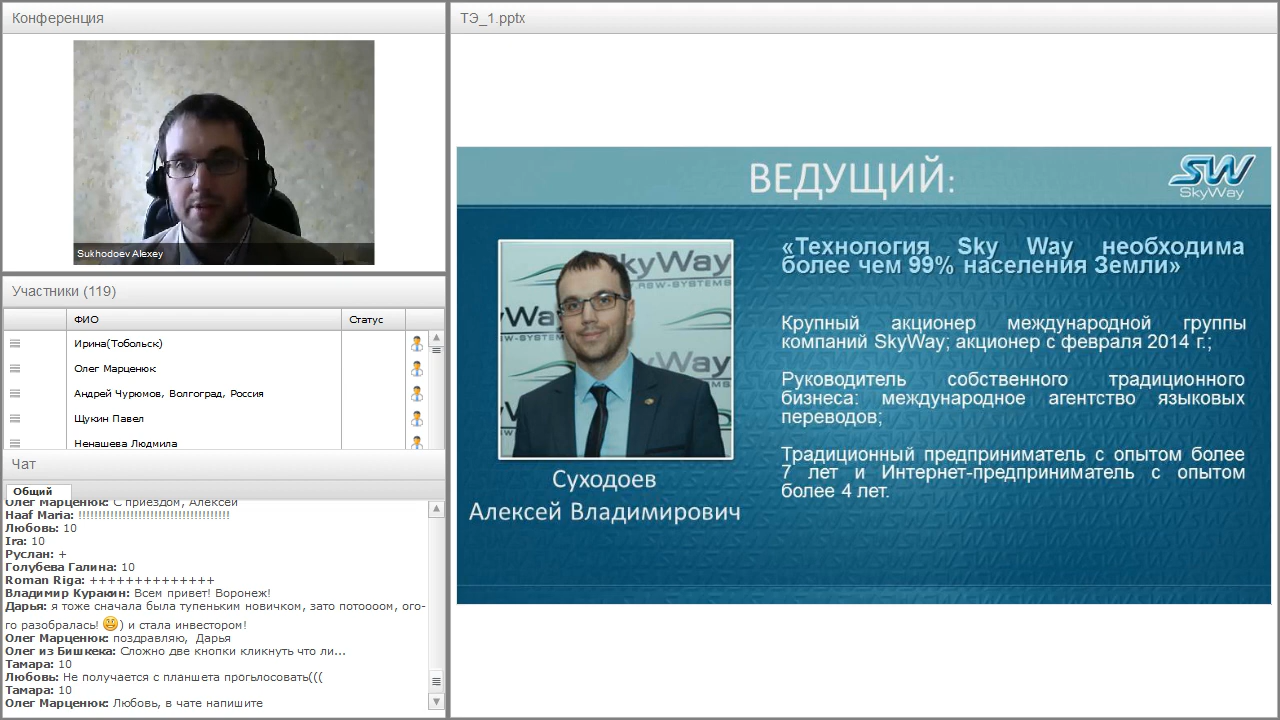 Конференция
Sukhodoev Alexey
Участники (119)
ФИО
Статус
Ирина(Тобольск)
Олег Марценюк
Андрей Чурюмов, Волгоград, Россия
Щукин Павел
Ненашева Людмила
Чат
Общий
Олег Марценюк: С приездом, Алексей
Haaf Maria: !!!!!!!!!!!!!!!!!!!!!!!!!!!!!!!!!!!!!!
Любовь: 10
Ira: 10
Руслан: +
Голубева Галина: 10
Roman Riga: ++++++++++++++
Владимир Куракин: Всем привет! Воронеж!
Дарья: я тоже сначала была тупеньким новичком, зато потоооом, ого-
го разобралась! ) и стала инвестором!
Олег Марценюк: поздравляю, Дарья
Олег из Бишкека: Сложно две кнопки кликнуть что ли...
Тамара: 10
Любовь: Не получается с планшета прогьлосовать(((
Тамара: 10
Олег Марценюк: Любовь, в чате напишите
ТЭ_1.pptx
ВЕДУЩИЙ:
SW
SkyWay
SkyWay
.RSW-SYSTEMS
Суходоев
Алексей Владимирович
«Технология Sky Way необходима
более чем 99% населения Земли»
Крупный акционер международной группы
компаний SkyWay; акционер с февраля 2014 г.;
Руководитель собственного традиционного
бизнеса: международное агентство языковых
переводов;
Традиционный предприниматель с опытом более
7 лет и Интернет-предприниматель с опытом
более 4 лет.